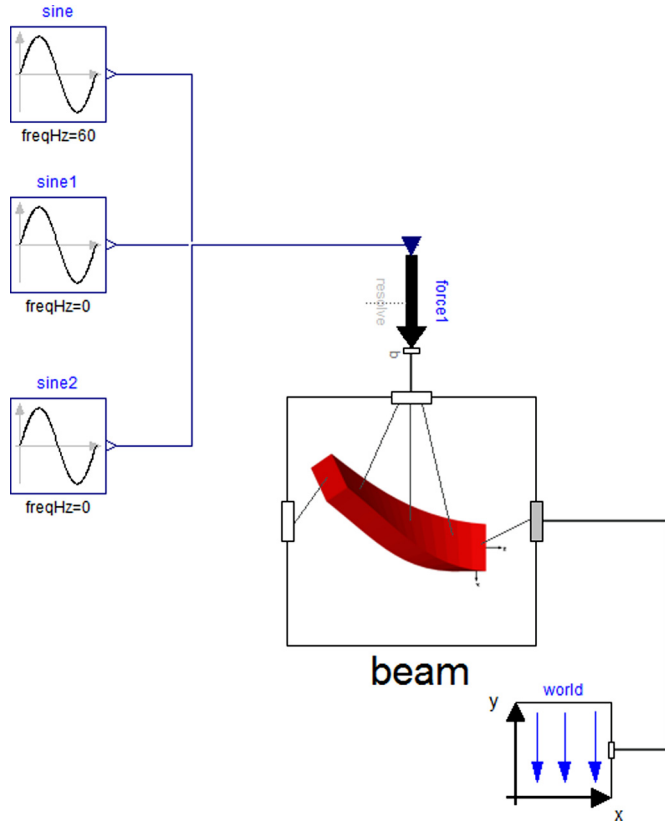 sine
freqHz=60
sine1
freqHz=0
resolve
force1
b
sine2
freqHz=0
beam
world
y
x